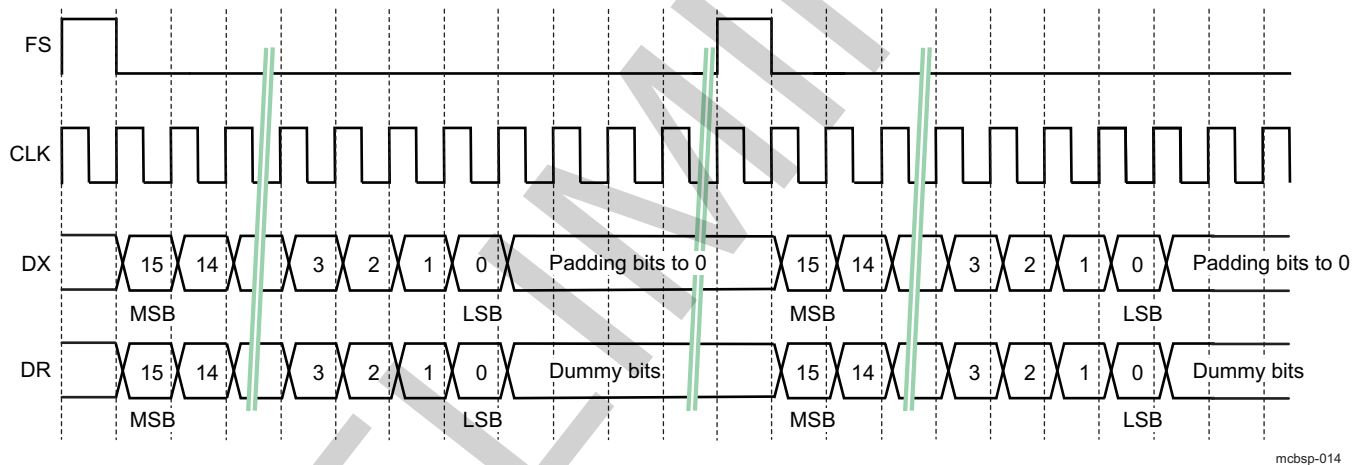 FS
CLK
DX 15 14 3 2 1 0 Padding bits to 0 15 14 3 2 1 0 Padding bits to 0
MSB LSB MSB LSB
DR 15 14 3 2 1 0 Dummy bits 15 14 3 2 1 0 Dummy bits
MSB LSB MSB LSB
mcbsp-014